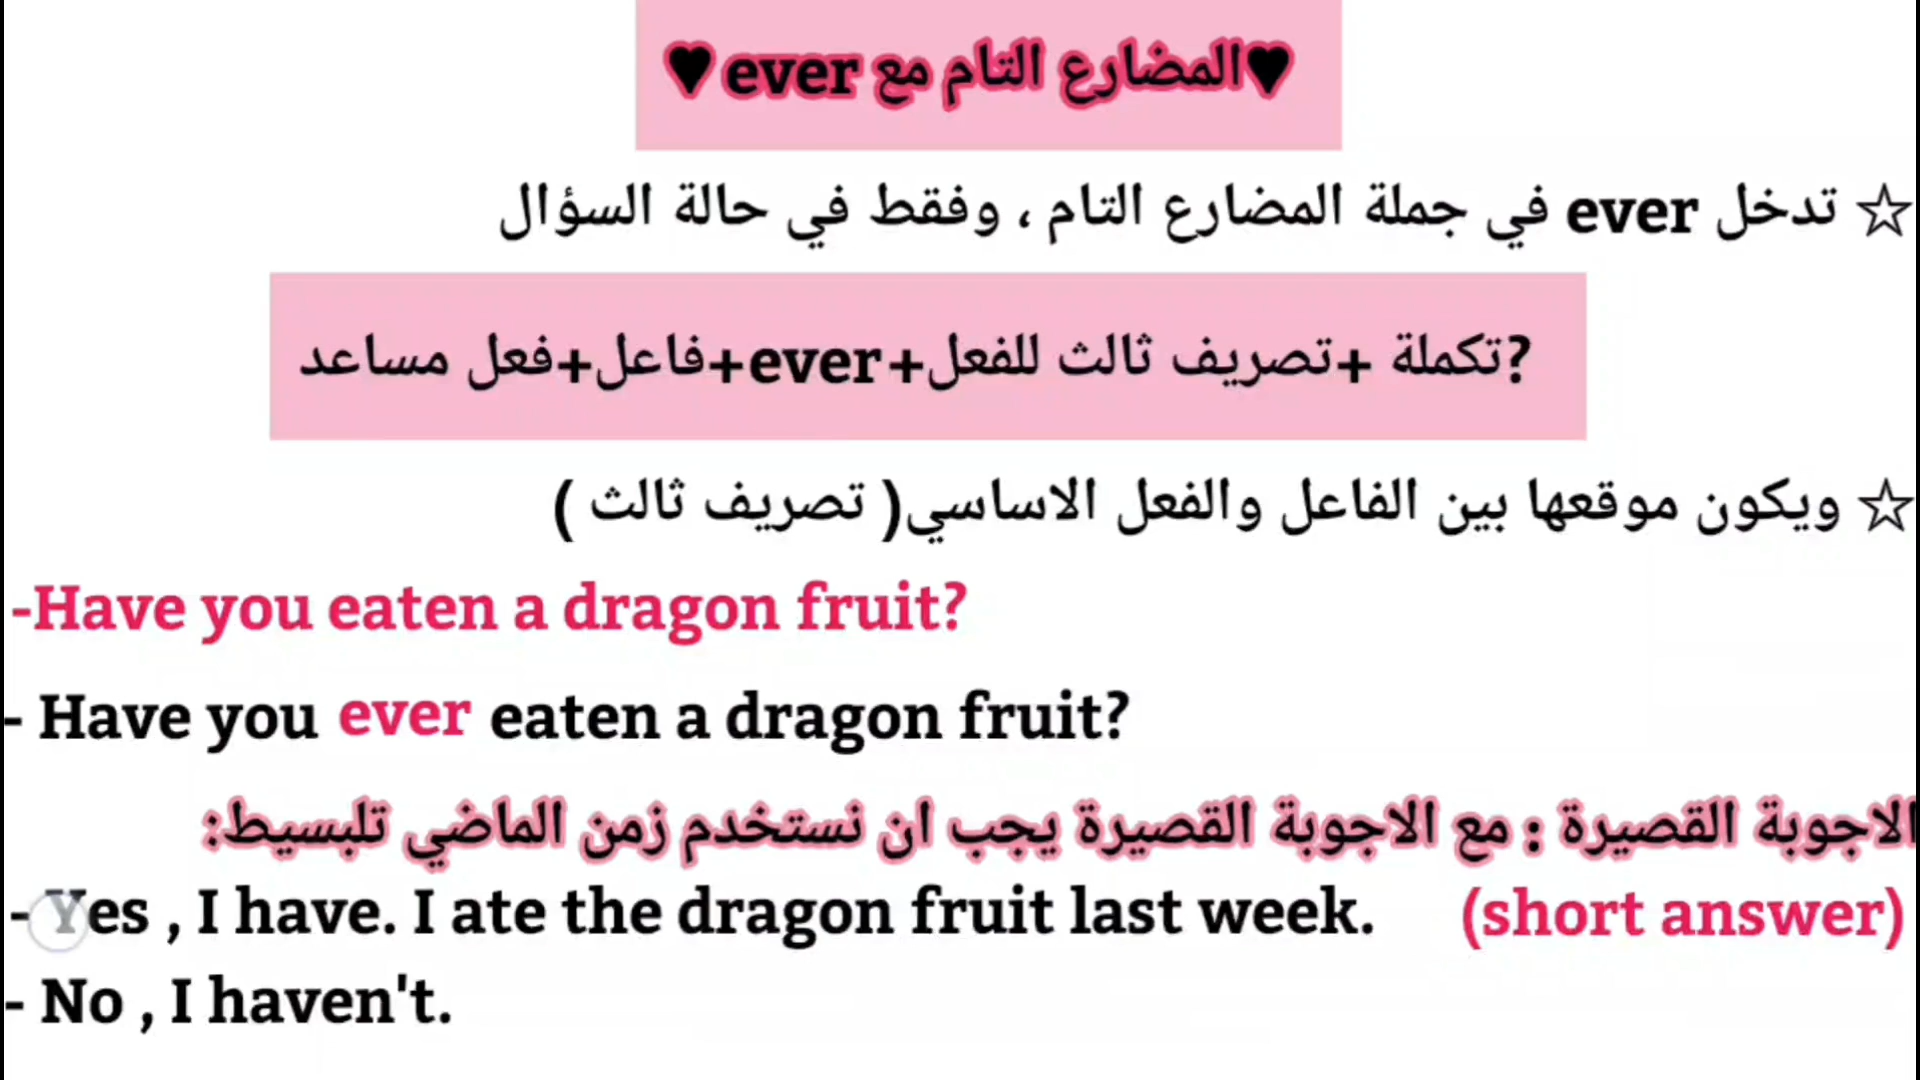 ♥المضارع التام مع ever♥
☆ تدخل ever في جملة المضارع التام ، وفقط في حالة السؤال
فعل مساعد+فاعل+ever+تصريف ثالث للفعل+ تكملة?
☆ ويكون موقعها بين الفاعل والفعل الاساسي( تصريف ثالث )
-Have you eaten a dragon fruit?
- Have you ever eaten a dragon fruit?
الاجوبة القصيرة : مع الاجوبة القصيرة يجب ان نستخدم زمن الماضي تلبسيط:
- Yes , I have. I ate the dragon fruit last week. (short answer)
- No , I haven't.